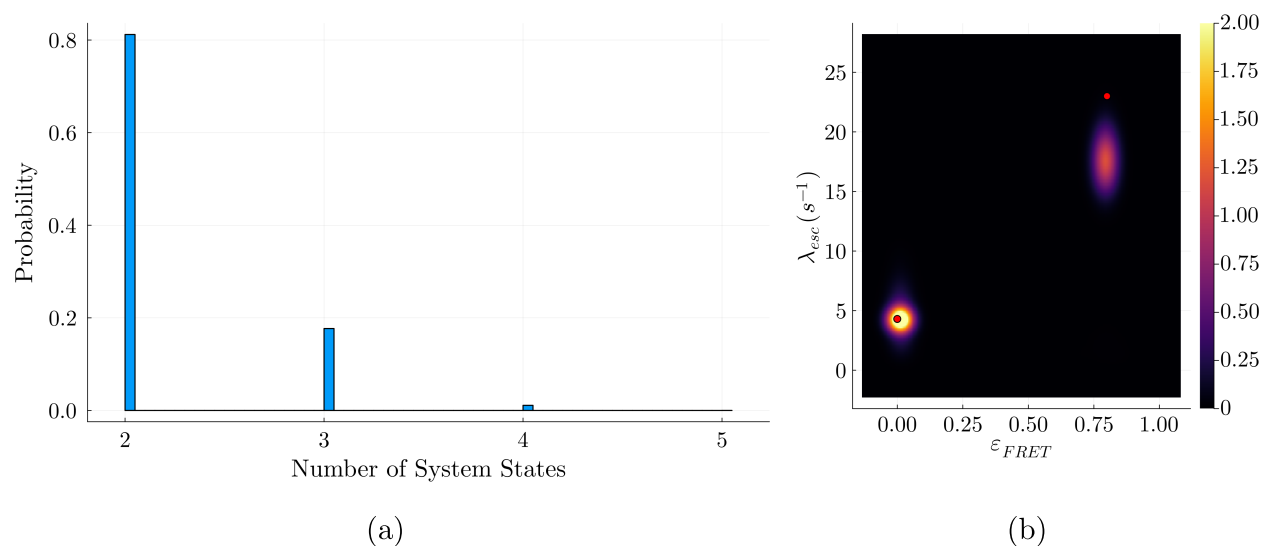 0.8
0.6
0.4
0.2
0.0
Probability
2 3 4 5
Number of System States
(a)
25
20
15
10
5
0
λ_esc (s⁻¹)
0.00 0.25 0.50 0.75 1.00
ε_FRET
2.00
1.75
1.50
1.25
1.00
0.75
0.50
0.25
0
(b)